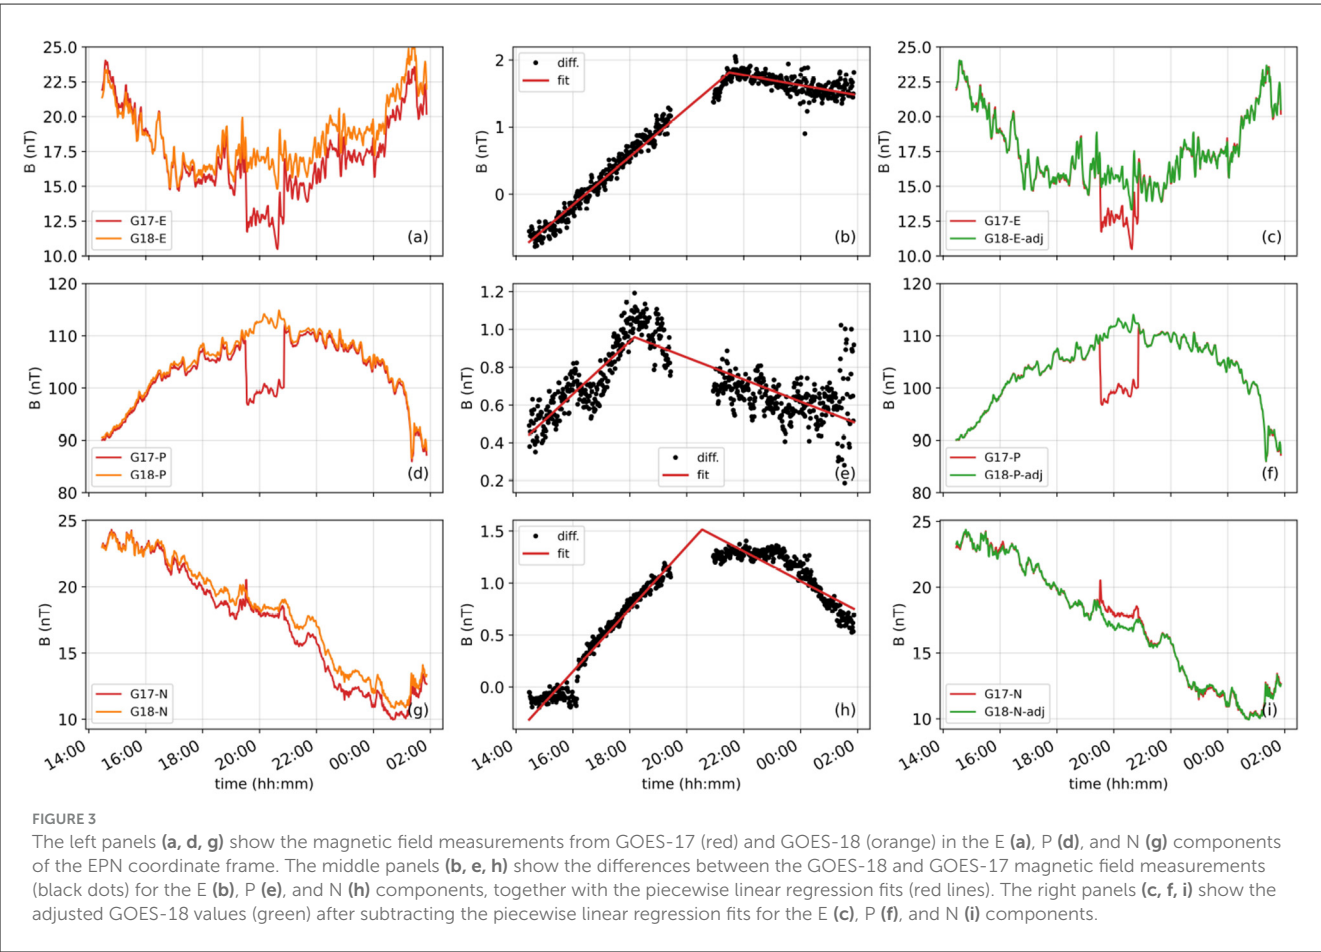 25.0
22.5
20.0
17.5
15.0
12.5
10.0
B (nT)
G17-E
G18-E
(a)
2
1
0
B (nT)
diff.
fit
(b)
25.0
22.5
20.0
17.5
15.0
12.5
10.0
B (nT)
G17-E
G18-E-adj
(c)
120
110
100
90
80
B (nT)
G17-P
G18-P
(d)
1.2
1.0
0.8
0.6
0.4
0.2
B (nT)
diff.
fit
(e)
120
110
100
90
80
B (nT)
G17-P
G18-P-adj
(f)
25
20
15
10
B (nT)
G17-N
G18-N
(g)
14:00
16:00
18:00
20:00
22:00
00:00
02:00
time (hh:mm)
1.5
1.0
0.5
0.0
B (nT)
diff.
fit
(h)
14:00
16:00
18:00
20:00
22:00
00:00
02:00
time (hh:mm)
25
20
15
10
B (nT)
G17-N
G18-N-adj
(i)
14:00
16:00
18:00
20:00
22:00
00:00
02:00
time (hh:mm)
FIGURE 3
The left panels (a, d, g) show the magnetic field measurements from GOES-17 (red) and GOES-18 (orange) in the E (a), P (d), and N (g) components
of the EPN coordinate frame. The middle panels (b, e, h) show the differences between the GOES-18 and GOES-17 magnetic field measurements
(black dots) for the E (b), P (e), and N (h) components, together with the piecewise linear regression fits (red lines). The right panels (c, f, i) show the
adjusted GOES-18 values (green) after subtracting the piecewise linear regression fits for the E (c), P (f), and N (i) components.